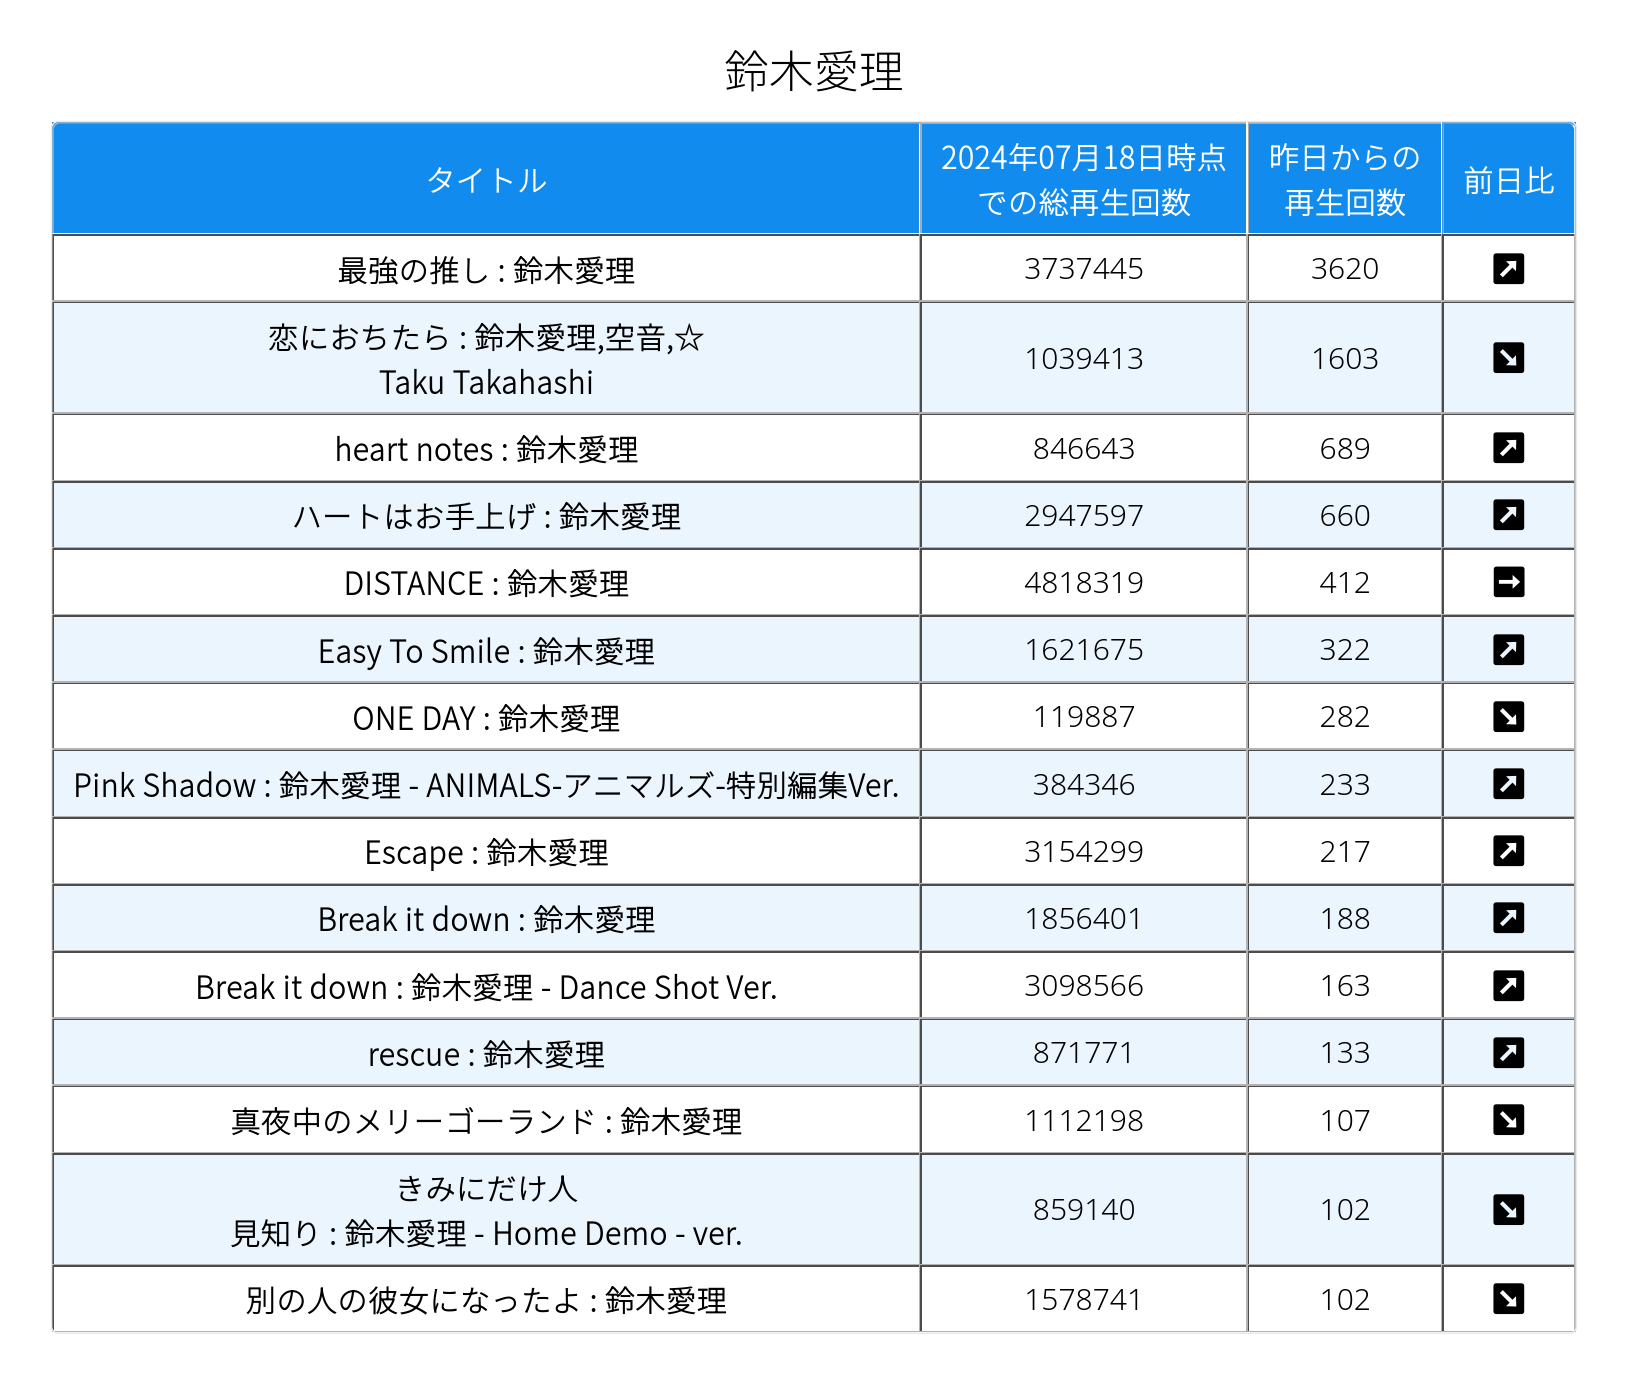 鈴木愛理
タイトル
2024年07月18日時点
での総再生回数
昨日からの
再生回数
前日比
最強の推し : 鈴木愛理 3737445 3620
恋におちたら : 鈴木愛理,空音,☆
Taku Takahashi
1039413 1603
heart notes : 鈴木愛理 846643 689
ハートはお手上げ : 鈴木愛理 2947597 660
DISTANCE : 鈴木愛理 4818319 412
Easy To Smile : 鈴木愛理 1621675 322
ONE DAY : 鈴木愛理 119887 282
Pink Shadow : 鈴木愛理 - ANIMALS-アニマルズ-特別編集Ver. 384346 233
Escape : 鈴木愛理 3154299 217
Break it down : 鈴木愛理 1856401 188
Break it down : 鈴木愛理 - Dance Shot Ver. 3098566 163
rescue : 鈴木愛理 871771 133
真夜中のメリーゴーランド : 鈴木愛理 1112198 107
きみにだけ人
見知り : 鈴木愛理 - Home Demo - ver.
859140 102
別の人の彼女になったよ : 鈴木愛理 1578741 102